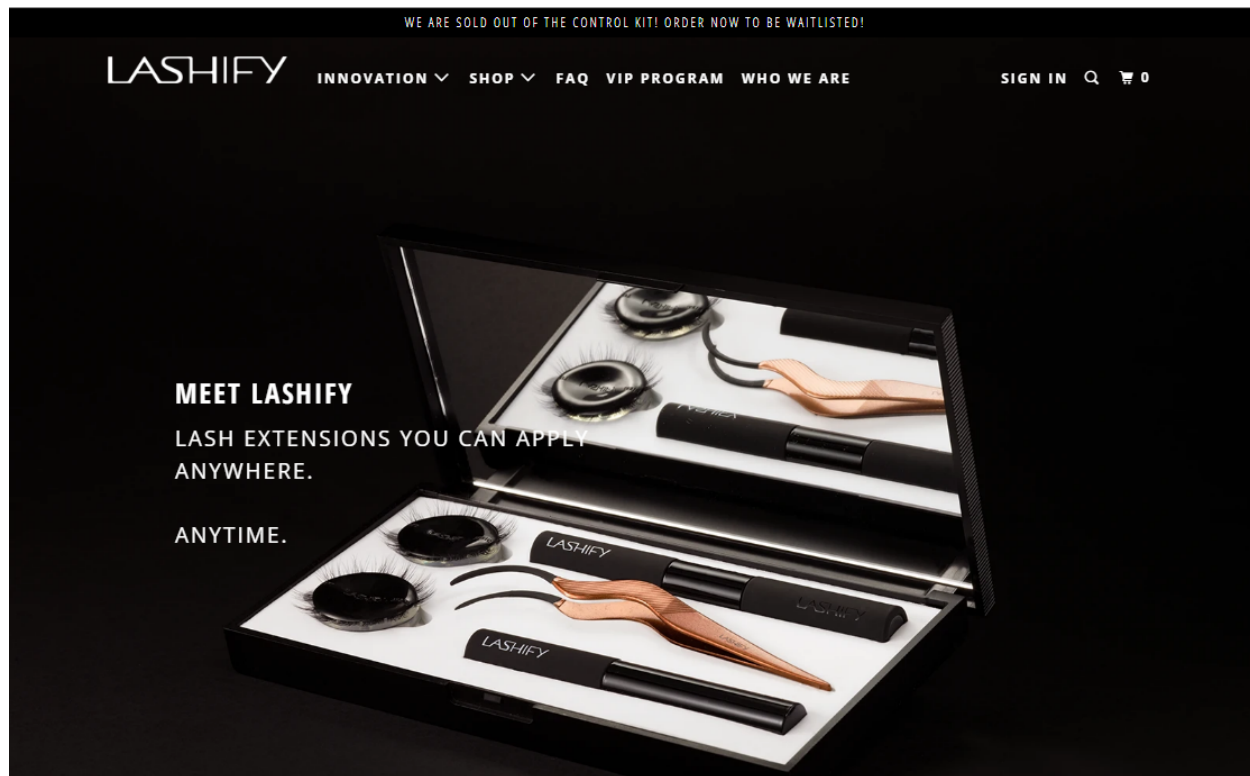 WE ARE SOLD OUT OF THE CONTROL KIT! ORDER NOW TO BE WAITLISTED!
LASHIFY INNOVATION SHOP FAQ VIP PROGRAM WHO WE ARE SIGN IN 0
MEET LASHIFY
LASH EXTENSIONS YOU CAN APPLY
ANYWHERE.
ANYTIME.
LASHIFY
LASHIFY
LASHIFY